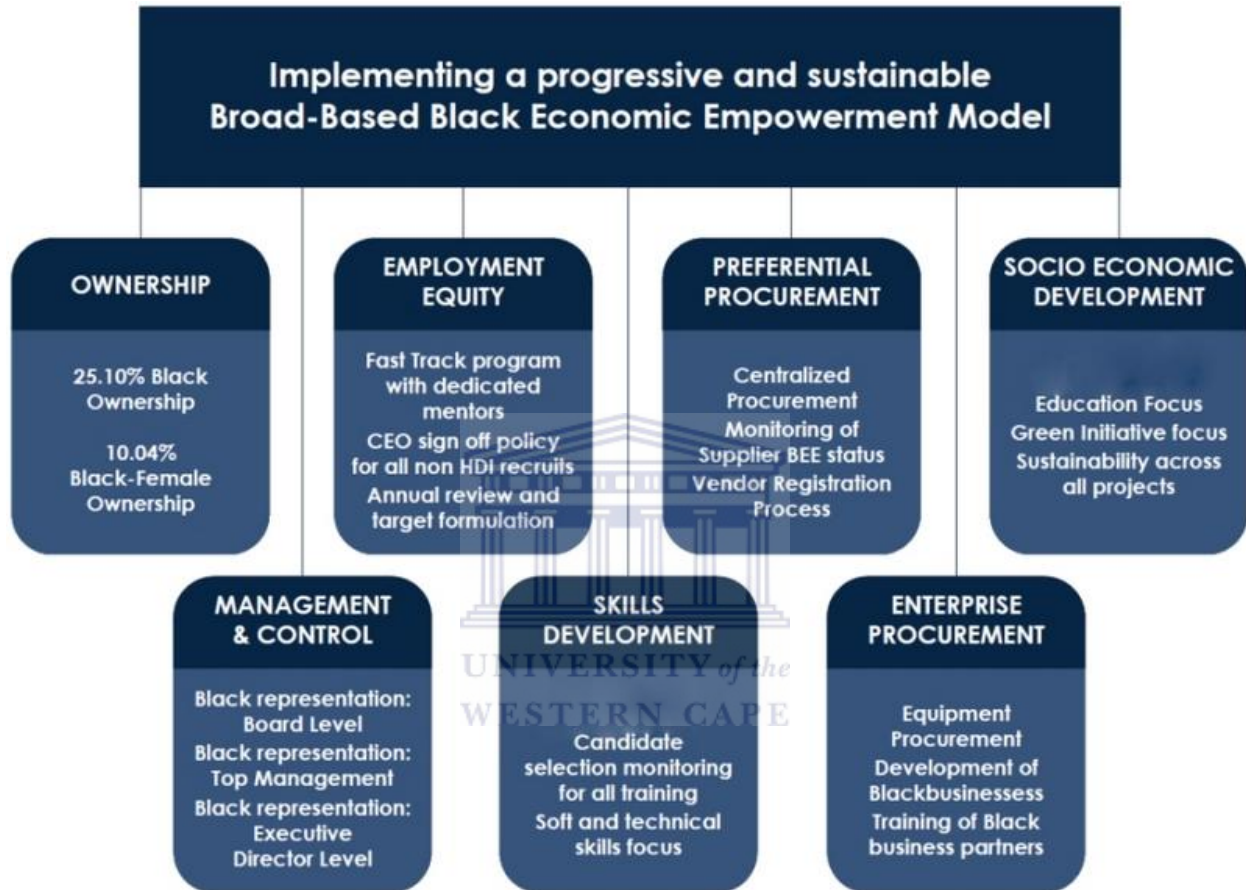 Implementing a progressive and sustainable
Broad-Based Black Economic Empowerment Model
OWNERSHIP
25.10% Black
Ownership
10.04%
Black-Female
Ownership
EMPLOYMENT
EQUITY
Fast Track program
with dedicated
mentors
CEO sign off policy
for all non HDI recruits
Annual review and
target formulation
PREFERENTIAL
PROCUREMENT
Centralized
Procurement
Monitoring of
Supplier BEE status
Vendor Registration
Process
SOCIO ECONOMIC
DEVELOPMENT
Education Focus
Green Initiative focus
Sustainability across
all projects
MANAGEMENT
& CONTROL
Black representation:
Board Level
Black representation:
Top Management
Black representation:
Executive
Director Level
SKILLS
DEVELOPMENT
Candidate
selection monitoring
for all training
Soft and technical
skills focus
ENTERPRISE
PROCUREMENT
Equipment
Procurement
Development of
Blackbusinessess
Training of Black
business partners
UNIVERSITY of the
WESTERN CAPE